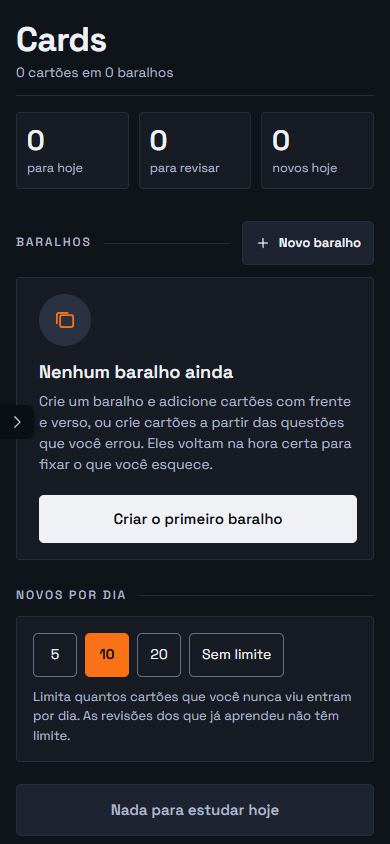 Cards
0 cartões em 0 baralhos
0
para hoje
0
para revisar
0
novos hoje
BARALHOS
+ Novo baralho
Nenhum baralho ainda
Crie um baralho e adicione cartões com frente
e verso, ou crie cartões a partir das questões
que você errou. Eles voltam na hora certa para
fixar o que você esquece.
Criar o primeiro baralho
NOVOS POR DIA
5
10
20
Sem limite
Limita quantos cartões que você nunca viu entram
por dia. As revisões dos que já aprendeu não têm
limite.
Nada para estudar hoje